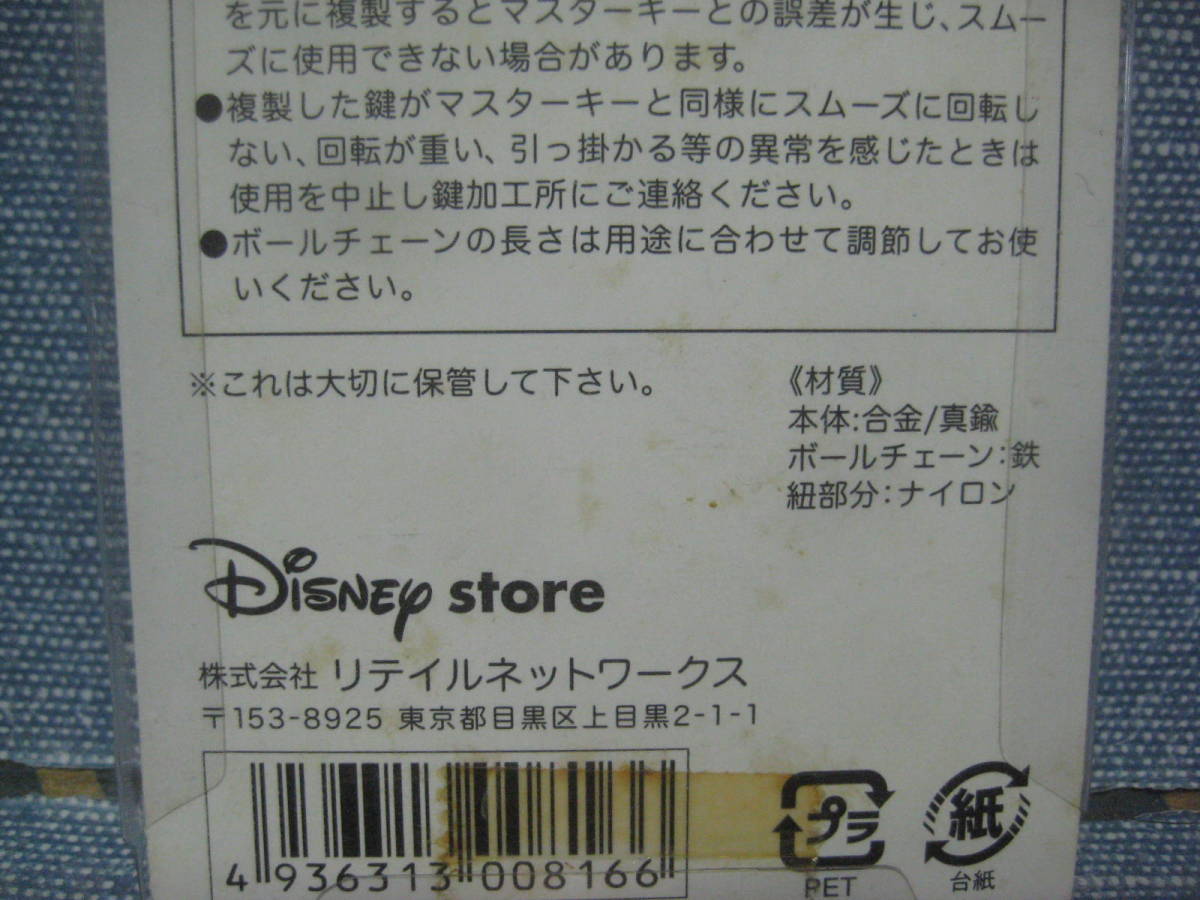 を元に複製するとマスターキーとの誤差が生じ、スムー
ズに使用できない場合があります。
●複製した鍵がマスターキーと同様にスムーズに回転し
ない、回転が重い、引っ掛かる等の異常を感じたときは
使用を中止し鍵加工所にご連絡ください。
●ボールチェーンの長さは用途に合わせて調節してお使
いください。
※これは大切に保管して下さい。
《材質》
本体:合金/真鍮
ボールチェーン:鉄
紐部分:ナイロン
Disney store
株式会社 リテイルネットワークス
〒153-8925 東京都目黒区上目黒2-1-1
4 936313 008166
プラ
PET
紙
台紙